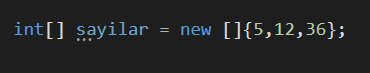 int[] sayilar = new []{5,12,36};